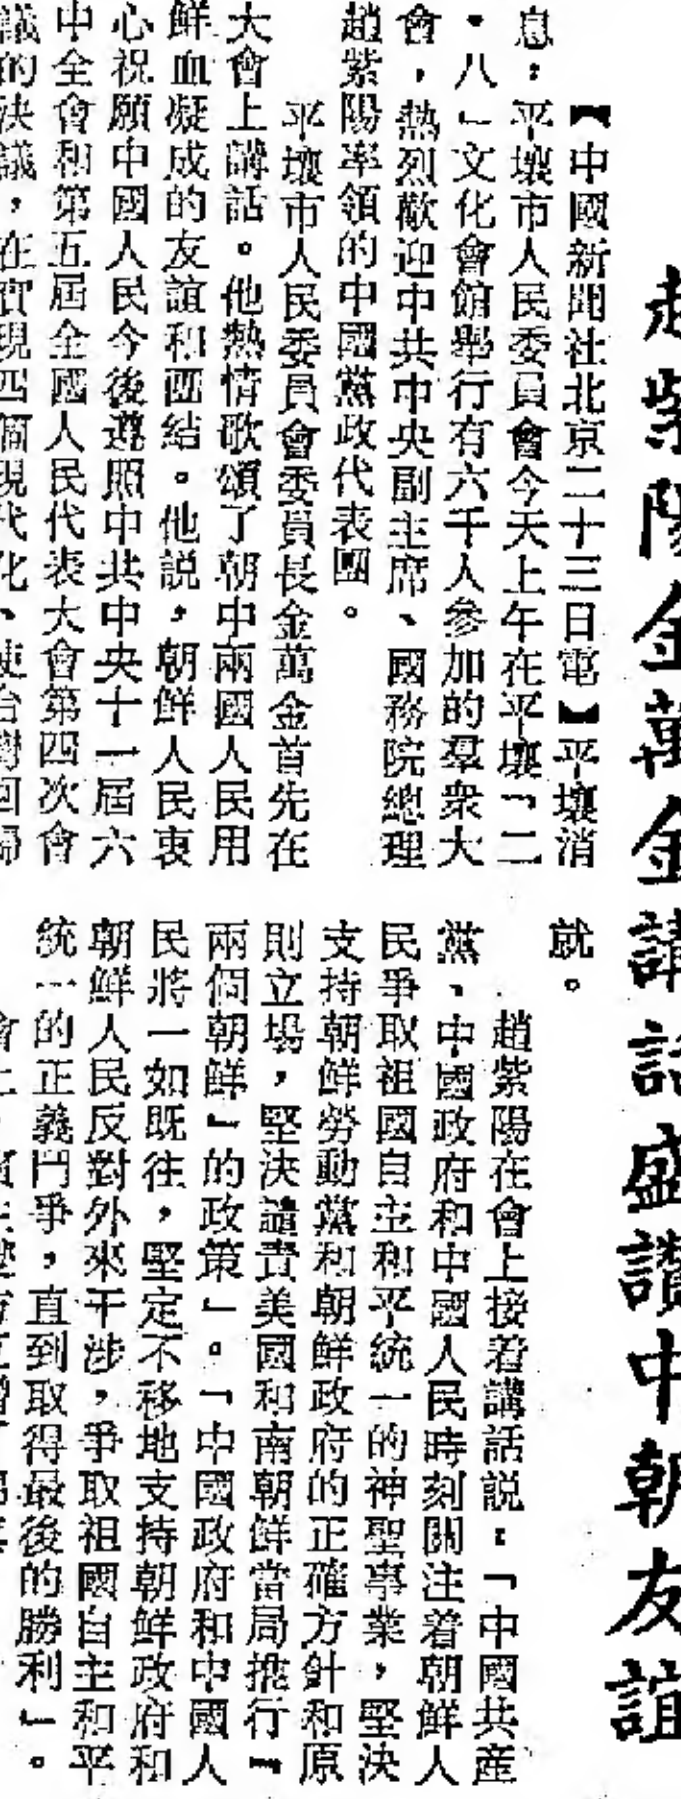 趙紫陽金萬金講話盛讚中朝友誼
【中國新聞社北京二十三日電】平壤消
息：平壤市人民委員會今天上午在平壤「二
・八」文化會館舉行有六千人參加的羣衆大
會，熱烈歡迎中共中央副主席、國務院總理
趙紫陽率領的中國黨政代表團。
平壤市人民委員會委員長金萬金首先在
大會上講話。他熱情歌頌了朝中兩國人民用
鮮血凝成的友誼和團結。他説，朝鮮人民衷
心祝願中國人民今後遵照中共中央十一屆六
中全會和第五屆全國人民代表大會第四次會
議的決議，在實現四個現代化、使台灣回歸
就。
趙紫陽在會上接着講話説：「中國共産
黨、中國政府和中國人民時刻關注着朝鮮人
民爭取祖國自主和平統一的神聖事業，堅決
支持朝鮮勞動黨和朝鮮政府的正確方針和原
則立場，堅決譴責美國和南朝鮮當局推行『
兩個朝鮮」的政策」。「中國政府和中國人
民將一如既往，堅定不移地支持朝鮮政府和
朝鮮人民反對外來干涉，爭取祖國自主和平
統一的正義鬥爭，直到取得最後的勝利」。